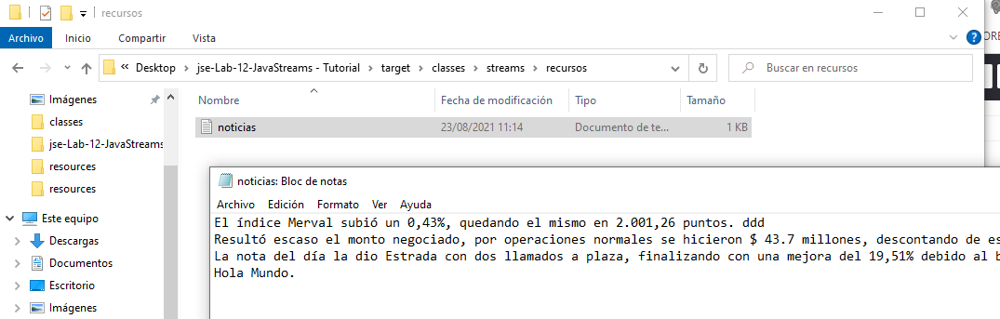 recursos
Archivo Inicio Compartir Vista
« Desktop › jse-Lab-12-JavaStreams - Tutorial › target › classes › streams › recursos
Buscar en recursos
Imágenes
classes
jse-Lab-12-JavaStreams
resources
resources
Este equipo
Descargas
Documentos
Escritorio
Imágenes
Nombre Fecha de modificación Tipo Tamaño
noticias 23/08/2021 11:14 Documento de te... 1 KB
noticias: Bloc de notas
Archivo Edición Formato Ver Ayuda
El índice Merval subió un 0,43%, quedando el mismo en 2.001,26 puntos. ddd
Resultó escaso el monto negociado, por operaciones normales se hicieron $ 43.7 millones, descontando de es
La nota del día la dio Estrada con dos llamados a plaza, finalizando con una mejora del 19,51% debido al b
Hola Mundo.